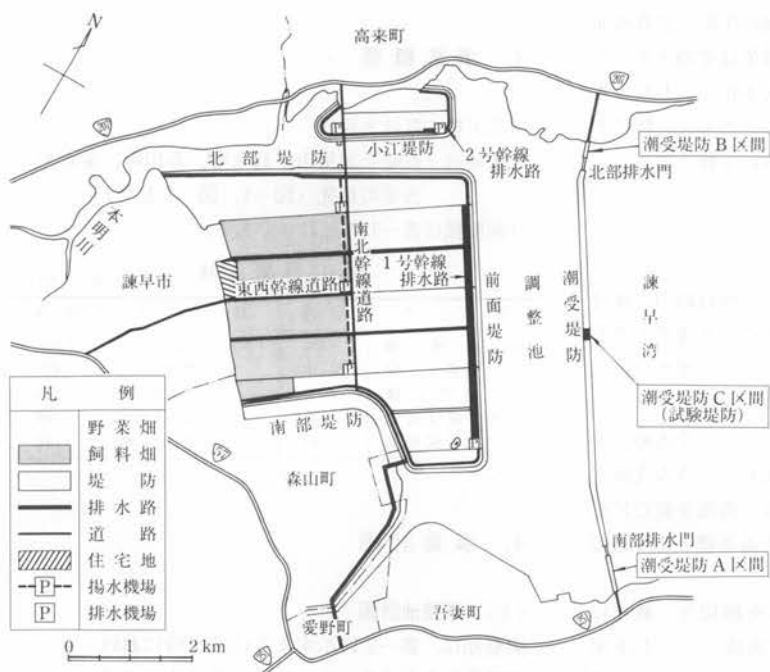 N
高来町
207
207
北部堤防
小江堤防
2号幹線
排水路
潮受堤防B区間
北部排水門
本明川
諫早市
南北幹線道路
東西幹線道路
1号幹線
排水路
前面堤防
調整池
潮受堤防
諫早湾
潮受堤防C区間
(試験堤防)
南部堤防
森山町
南部排水門
潮受堤防A区間
愛野町
吾妻町
凡例
野菜畑
飼料畑
堤防
排水路
道路
住宅地
P 揚水機場
P 排水機場
0 2 km
P
P
P
P
P